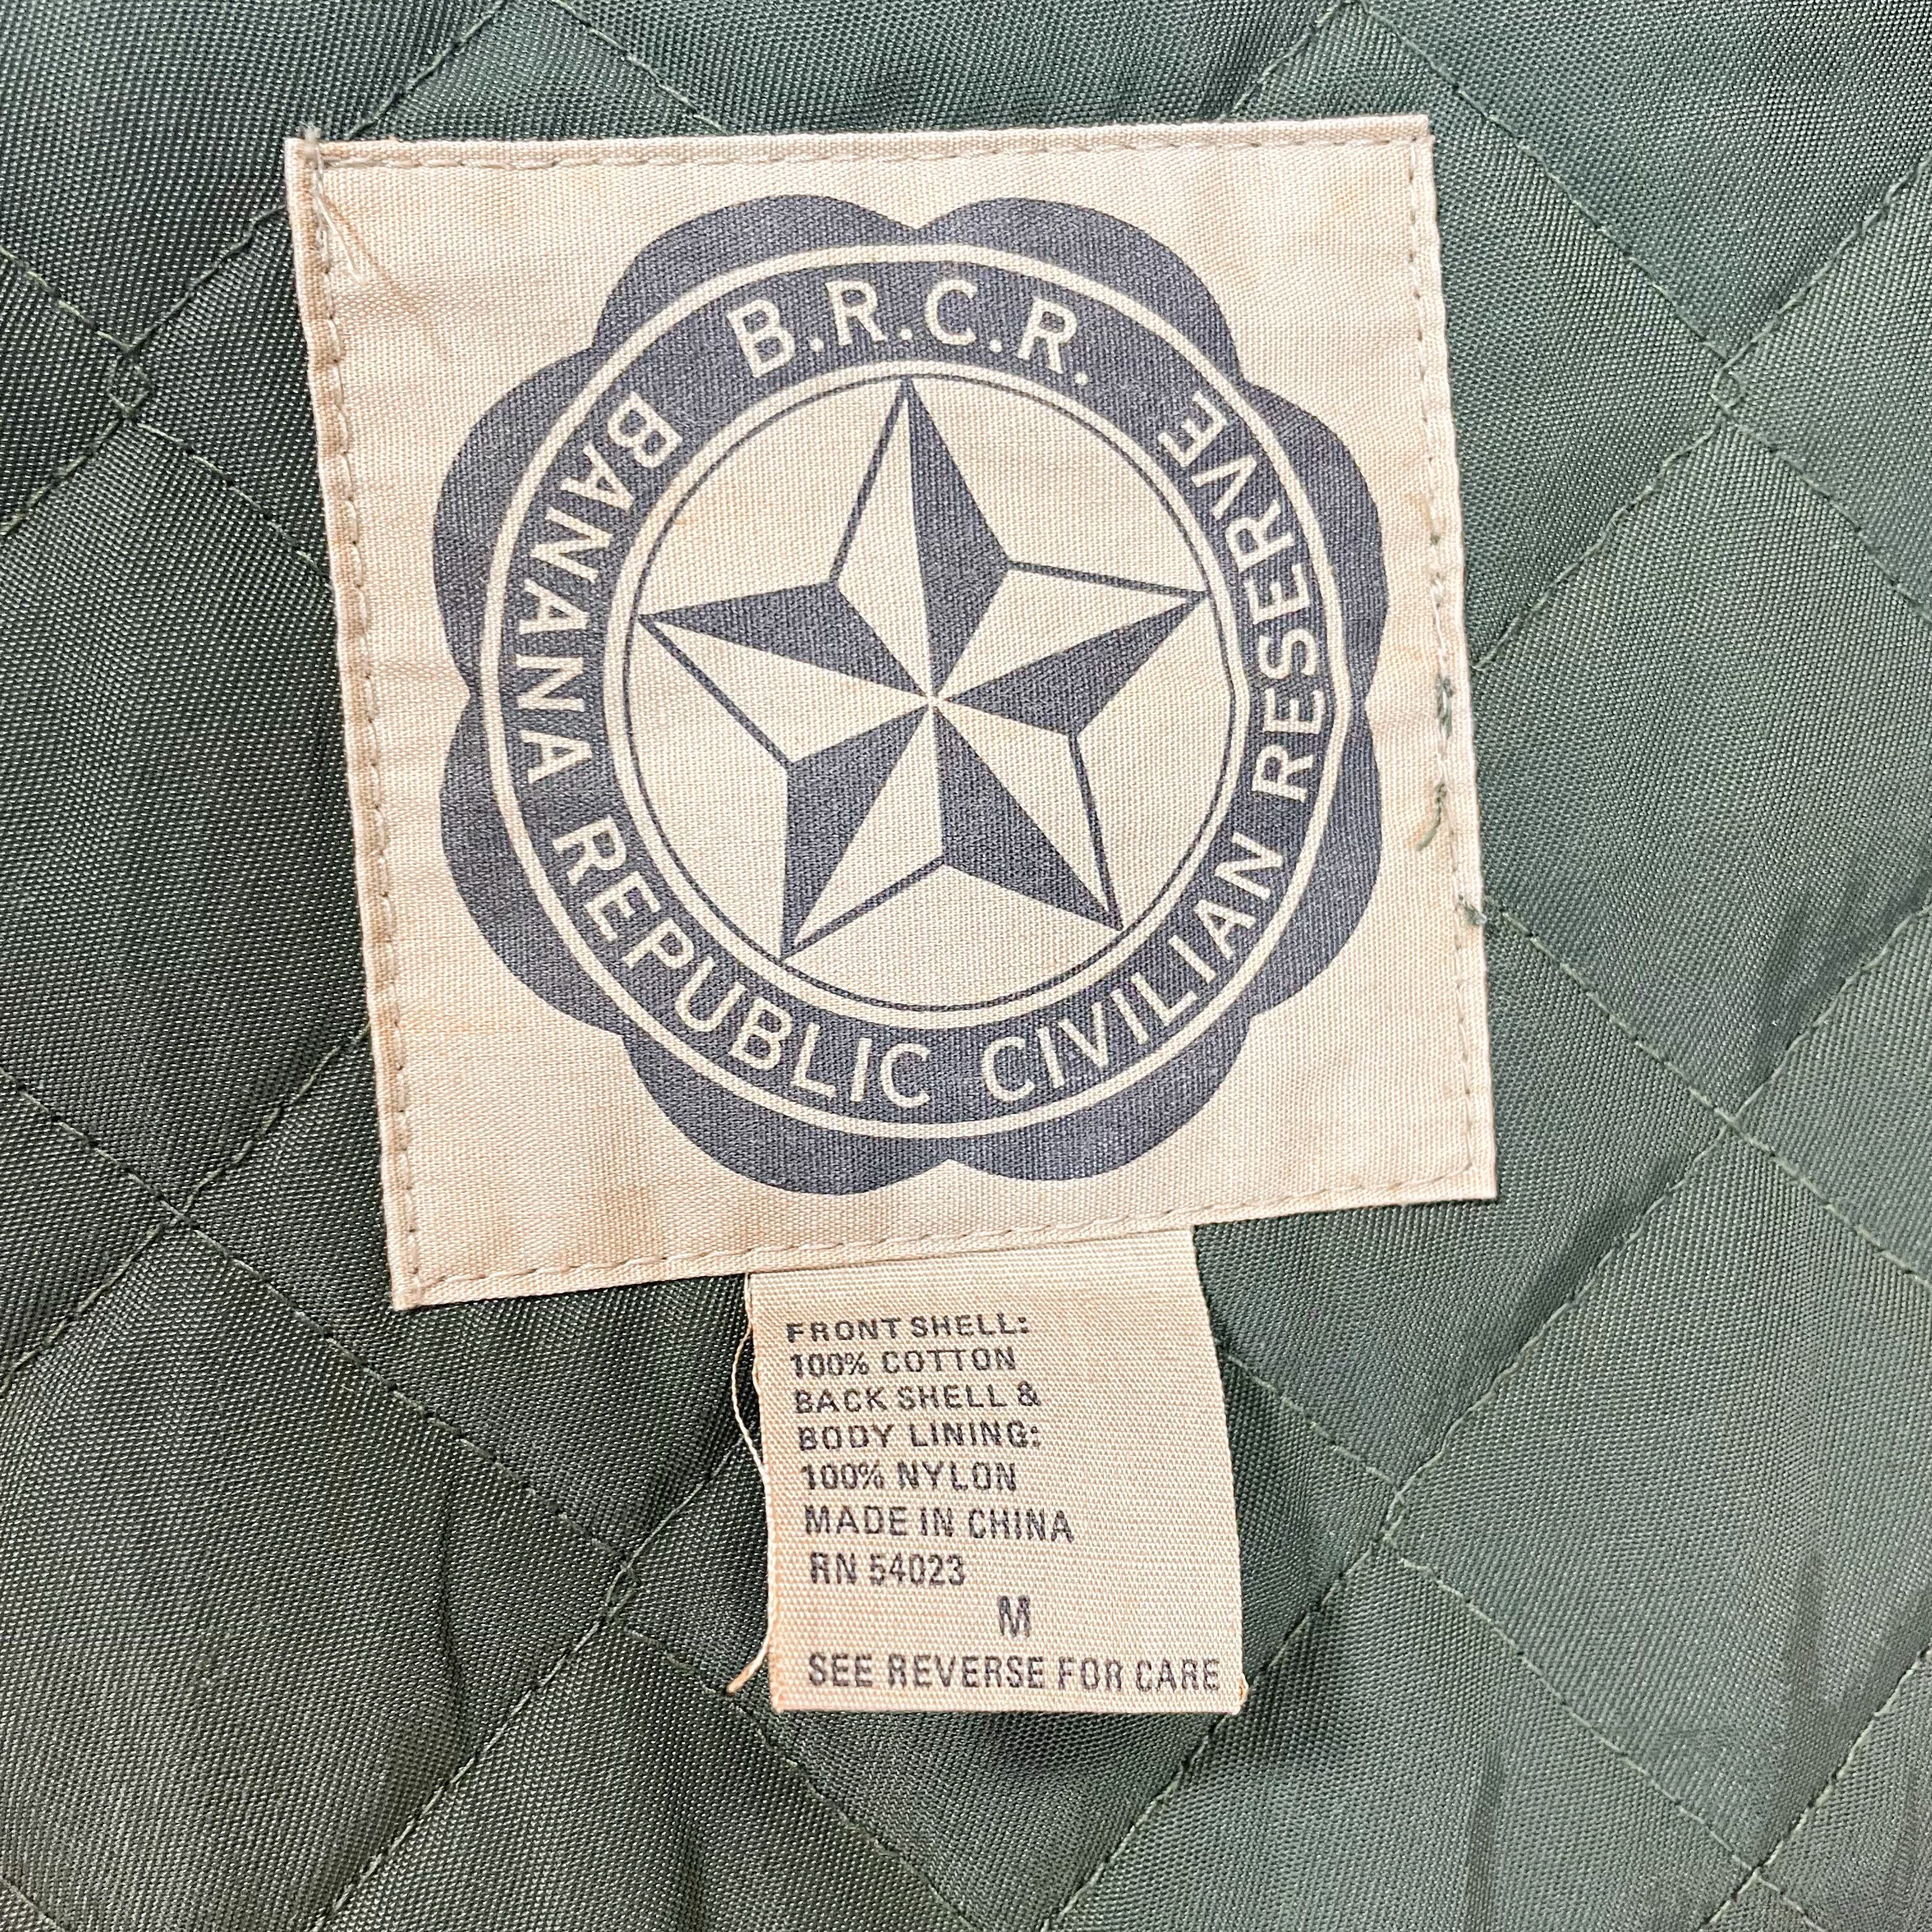 B.R.C.R.
BANANA REPUBLIC CIVILIAN RESERVE
FRONT SHELL:
100% COTTON
BACK SHELL &
BODY LINING:
100% NYLON
MADE IN CHINA
RN 54023
M
SEE REVERSE FOR CARE